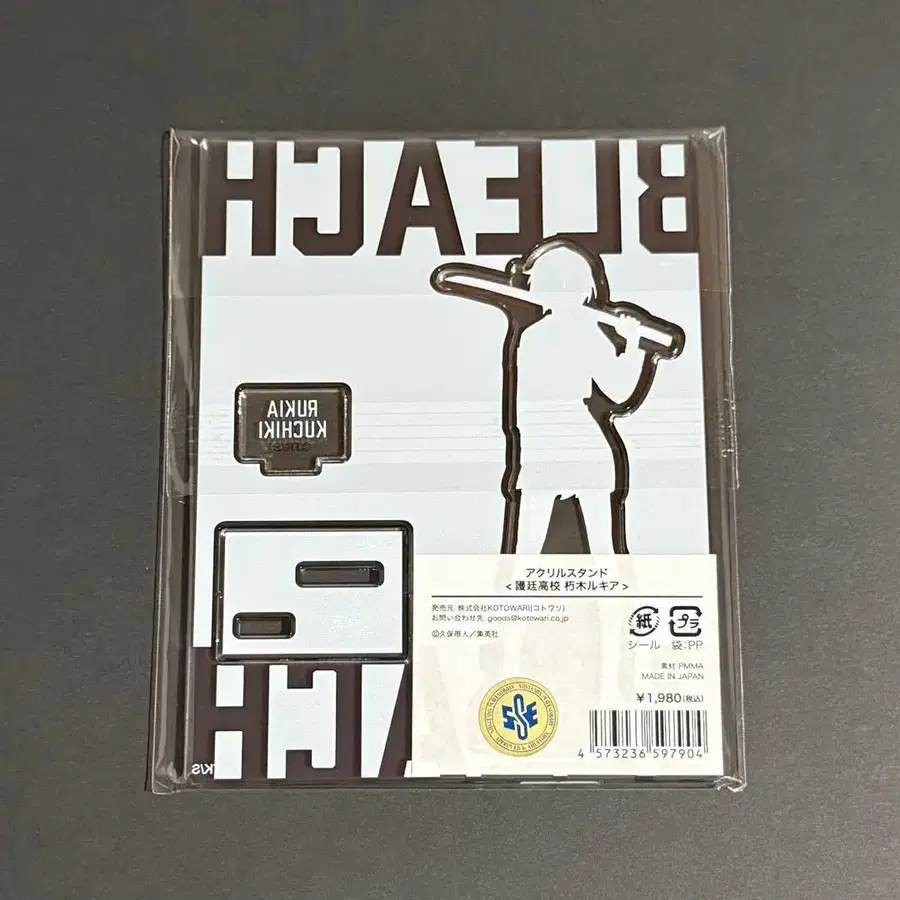 BLEACH
RUKIA
KUCHIKI
アクリルスタンド
< 護廷高校 朽木ルキア >
発売元 株式会社KOTOWARI(コトワリ)
お問い合わせ先 goods@kotowari.co.jp
©久保帯人／集英社
紙 プラ
シール 袋:PP
素材:PMMA
MADE IN JAPAN
¥1,980(税込)
SSE
4 573236 597904
ACH
K/S